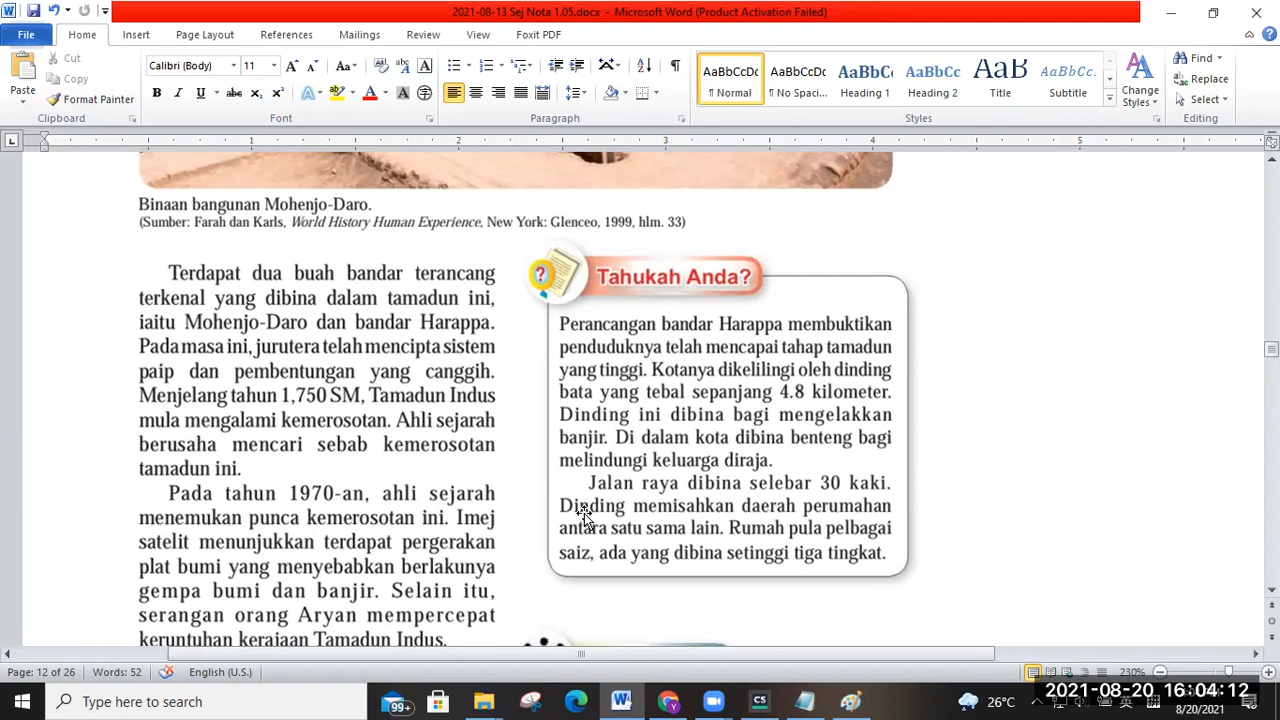 2021-08-13 Sej Nota 1.05.docx - Microsoft Word (Product Activation Failed)
File Home Insert Page Layout References Mailings Review View Foxit PDF
Cut
Copy
Format Painter
Paste
Calibri (Body) 11
AaBbCcDc AaBbCcDc AaBbC AaBbCc AaB AaBbCc.
¶ Normal ¶ No Spaci... Heading 1 Heading 2 Title Subtitle
Change Styles
Find
Replace
Select
Clipboard Font Paragraph Styles Editing
1 2 3 4 5
Binaan bangunan Mohenjo-Daro.
(Sumber: Farah dan Karls, World History Human Experience, New York: Glenceo, 1999, hlm. 33)
Terdapat dua buah bandar terancang
terkenal yang dibina dalam tamadun ini,
iaitu Mohenjo-Daro dan bandar Harappa.
Pada masa ini, jurutera telah mencipta sistem
paip dan pembentungan yang canggih.
Menjelang tahun 1,750 SM, Tamadun Indus
mula mengalami kemerosotan. Ahli sejarah
berusaha mencari sebab kemerosotan
tamadun ini.
Pada tahun 1970-an, ahli sejarah
menemukan punca kemerosotan ini. Imej
satelit menunjukkan terdapat pergerakan
plat bumi yang menyebabkan berlakunya
gempa bumi dan banjir. Selain itu,
serangan orang Aryan mempercepat
keruntuhan kerajaan Tamadun Indus.
Tahukah Anda?
Perancangan bandar Harappa membuktikan
penduduknya telah mencapai tahap tamadun
yang tinggi. Kotanya dikelilingi oleh dinding
bata yang tebal sepanjang 4.8 kilometer.
Dinding ini dibina bagi mengelakkan
banjir. Di dalam kota dibina benteng bagi
melindungi keluarga diraja.
Jalan raya dibina selebar 30 kaki.
Dinding memisahkan daerah perumahan
antara satu sama lain. Rumah pula pelbagai
saiz, ada yang dibina setinggi tiga tingkat.
Page: 12 of 26 Words: 52 English (U.S.) 230%
Type here to search
99+
26°C
2021-08-20 16:04:12
8/20/2021